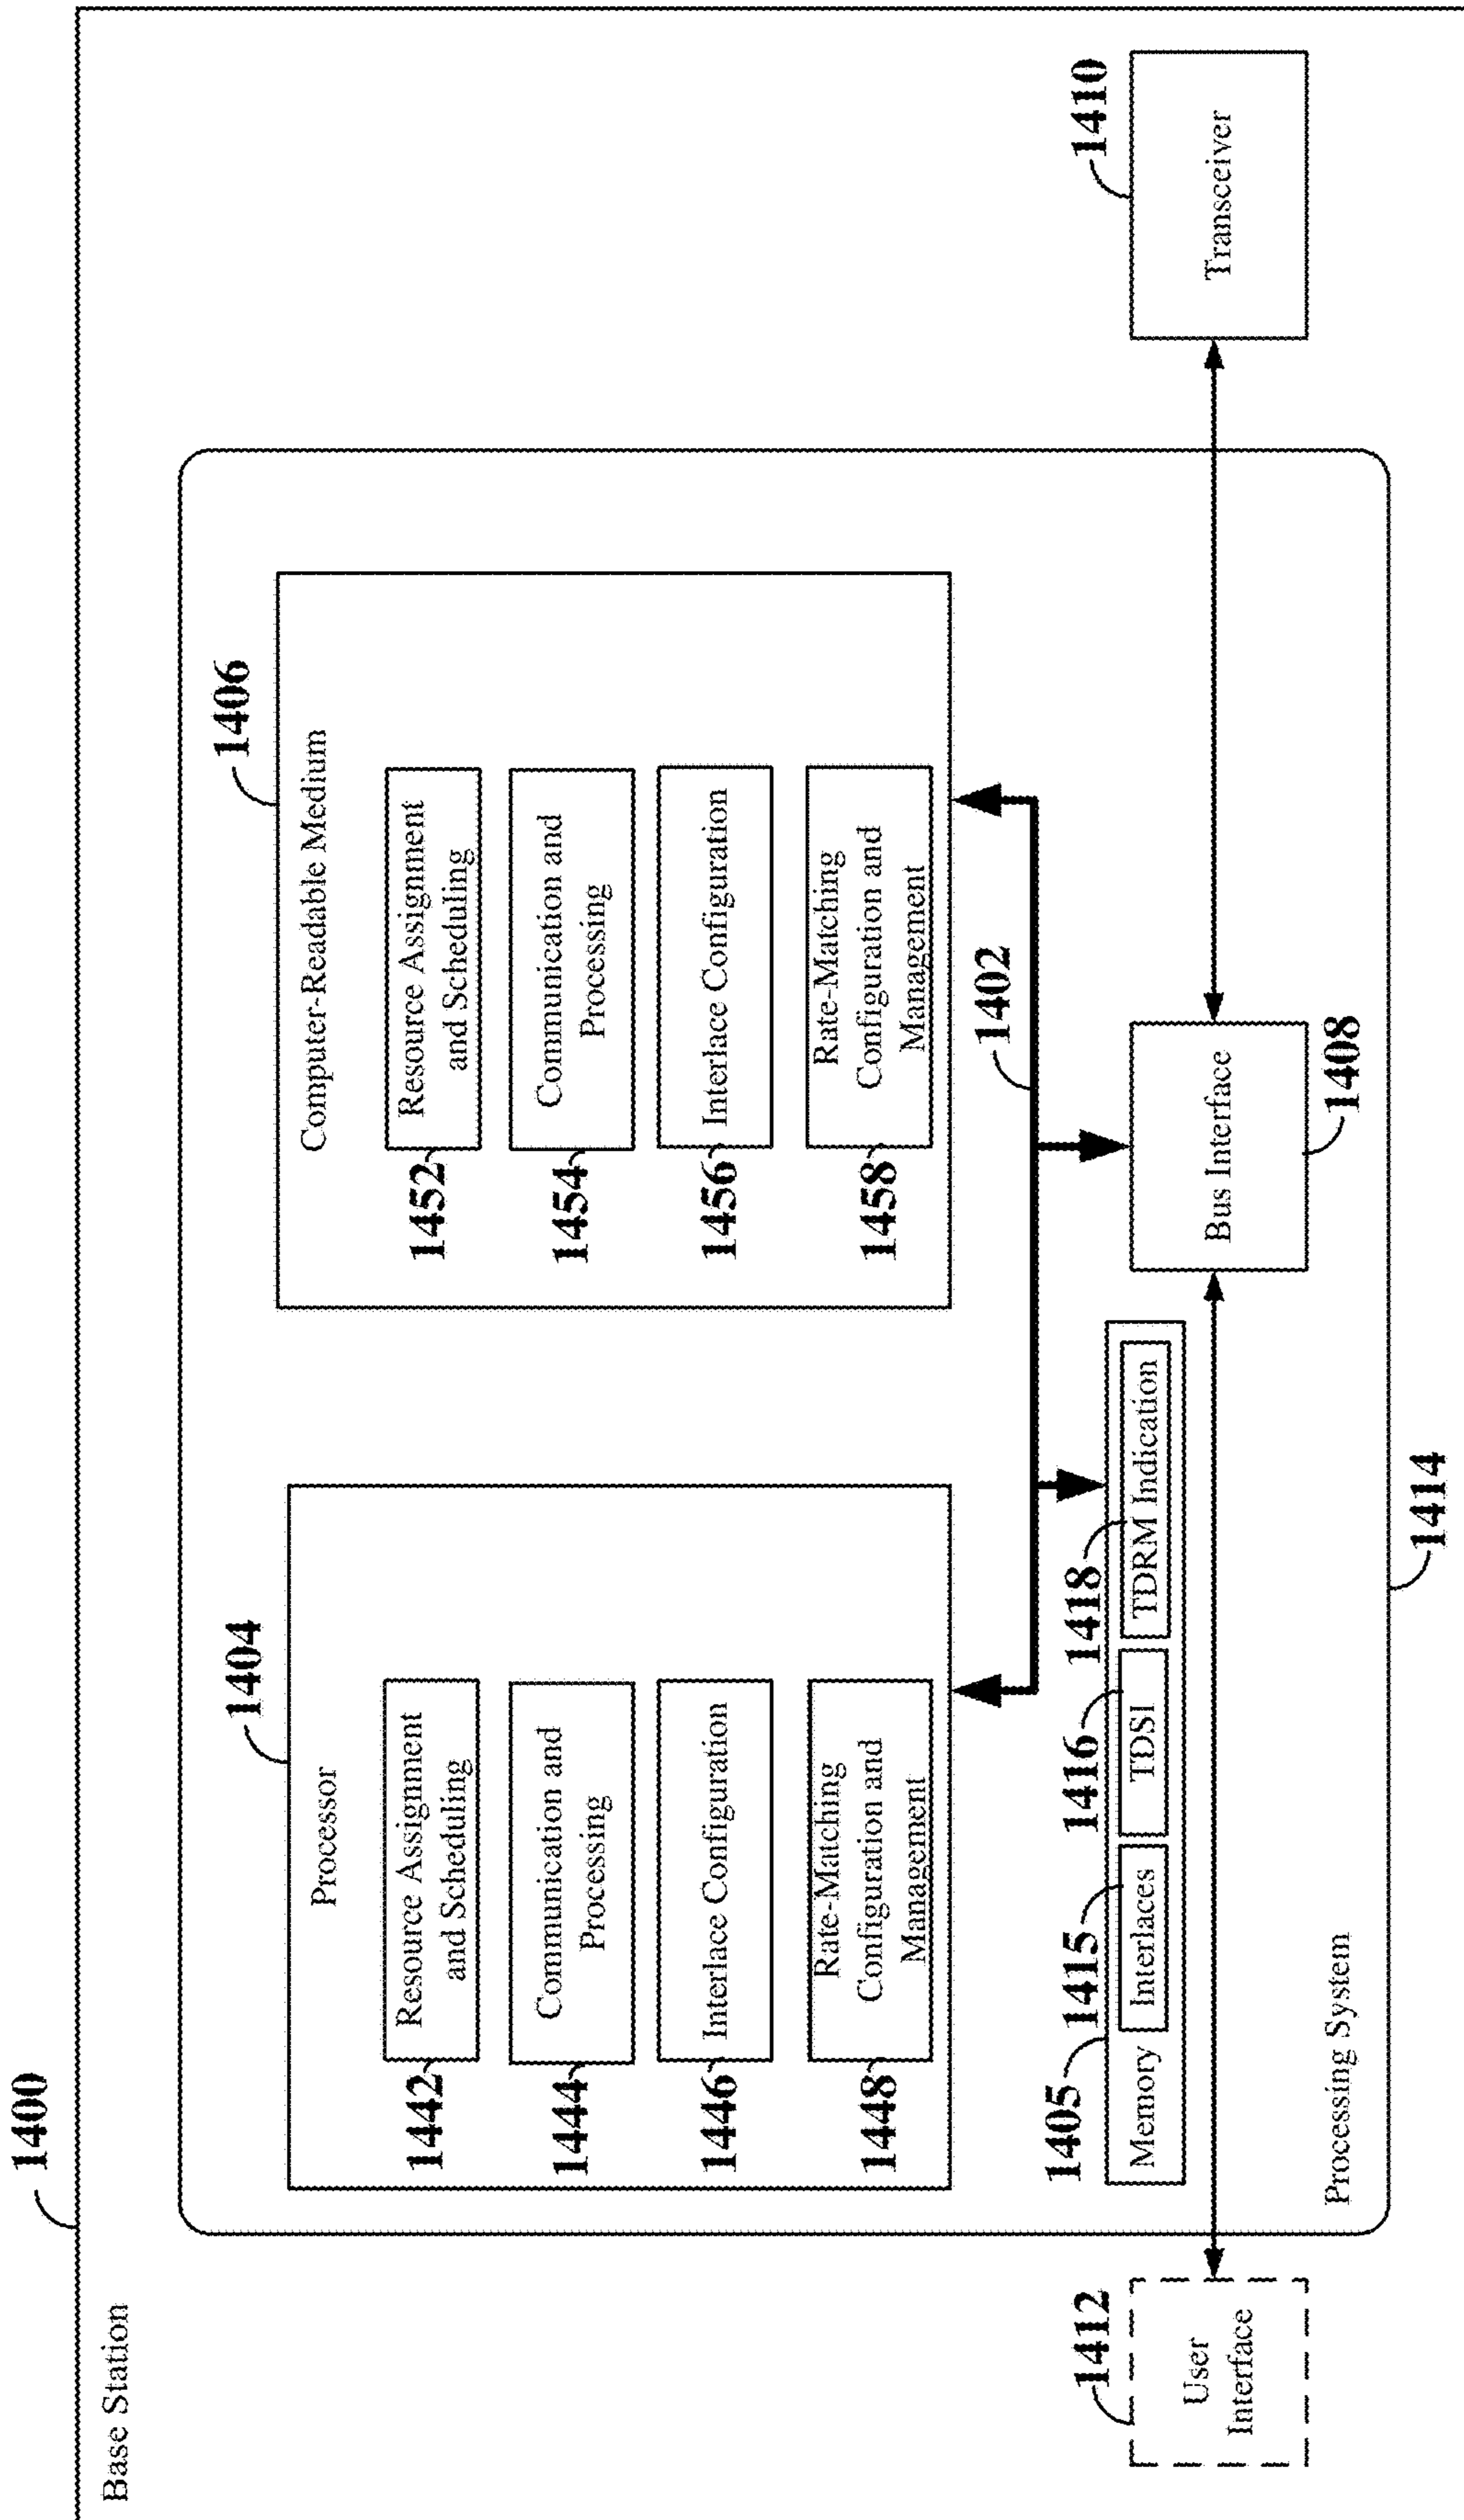 1400
Base Station
1404
Processor
1442
Resource Assignment
and Scheduling
1444
Communication and
Processing
1446
Interlace Configuration
1448
Rate-Matching
Configuration and
Management
1406
Computer-Readable Medium
1452
Resource Assignment
and Scheduling
1454
Communication and
Processing
1456
Interlace Configuration
1458
Rate-Matching
Configuration and
Management
1402
1405
1415
1416
1418
Memory
Interlaces
TDSI
TDRM Indication
1412
User
Interface
Bus Interface
1408
1410
Transceiver
Processing System
1414